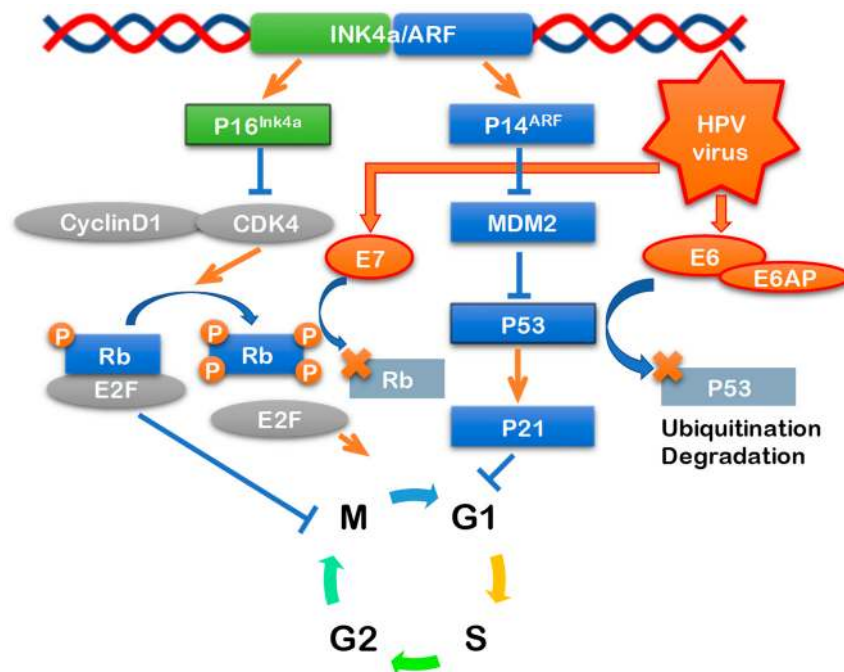 INK4a/ARF
P16Ink4a
P14ARF
HPV
virus
CyclinD1
CDK4
MDM2
E7
E6
E6AP
P
Rb
E2F
P
P
Rb
P
P
Rb
P53
P53
E2F
P21
Ubiquitination
Degradation
M
G1
G2
S